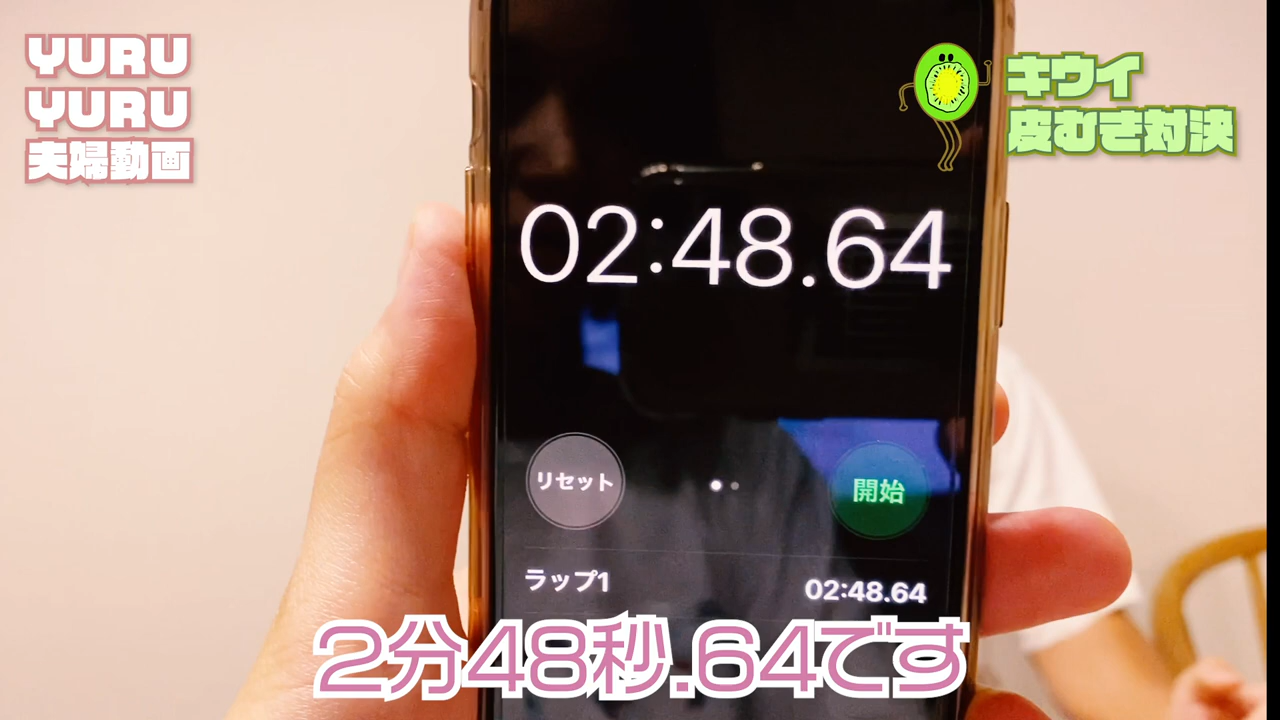 YURU
YURU
夫婦動画
キウイ
皮むき対決
02:48.64
リセット
開始
ラップ1
02:48.64
2分48秒.64です